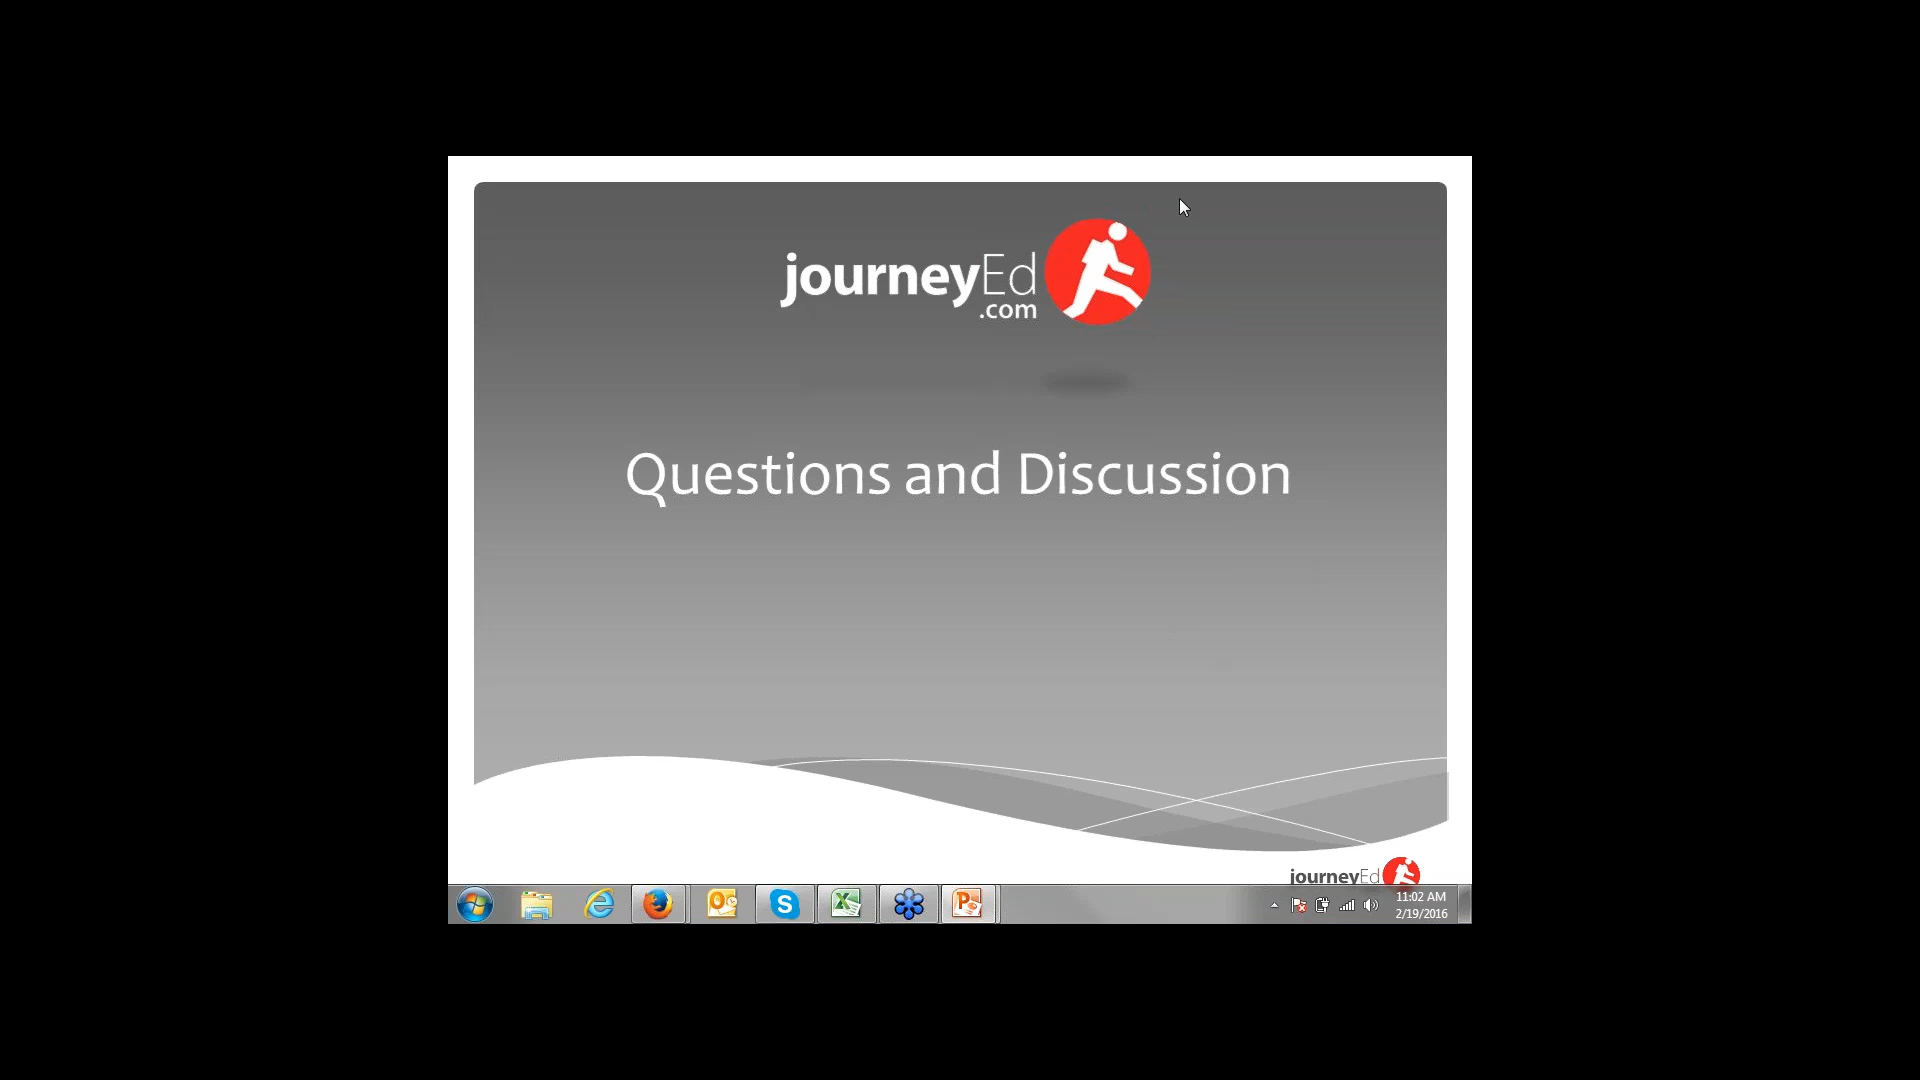 journeyEd
.com
Questions and Discussion
journeyEd
11:02 AM
2/19/2016